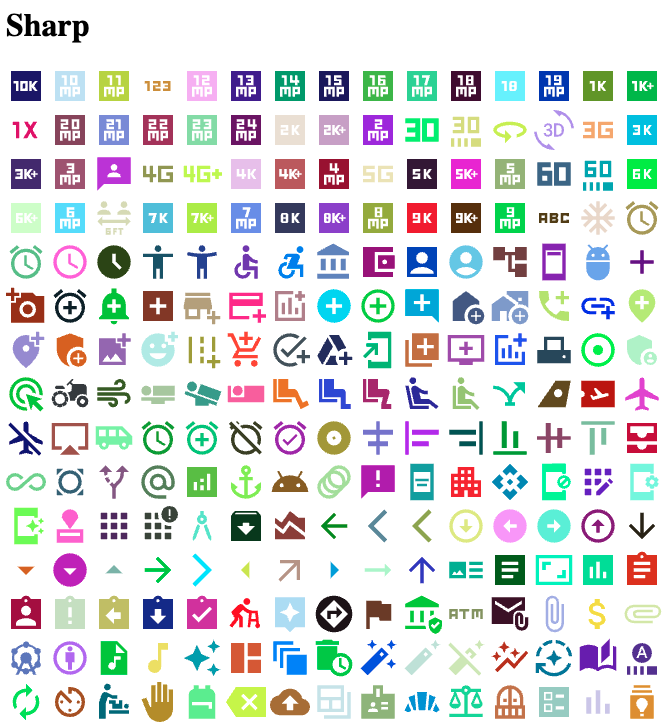 Sharp
10K 10 MP 11 MP 123 12 MP 13 MP 14 MP 15 MP 16 MP 17 MP 18 MP 18 19 MP 1K 1K+
1X 20 MP 21 MP 22 MP 23 MP 24 MP 2K 2K+ 2 MP 3D 30 3D 3G 3K
3K+ 3 MP 4G 4G+ 4K 4K+ 4 MP 5G 5K 5K+ 5 MP 60 60 6K
6K+ 6 MP 6FT 7K 7K+ 7 MP 8K 8K+ 8 MP 9K 9K+ 9 MP ABC
@
ATM
$
A